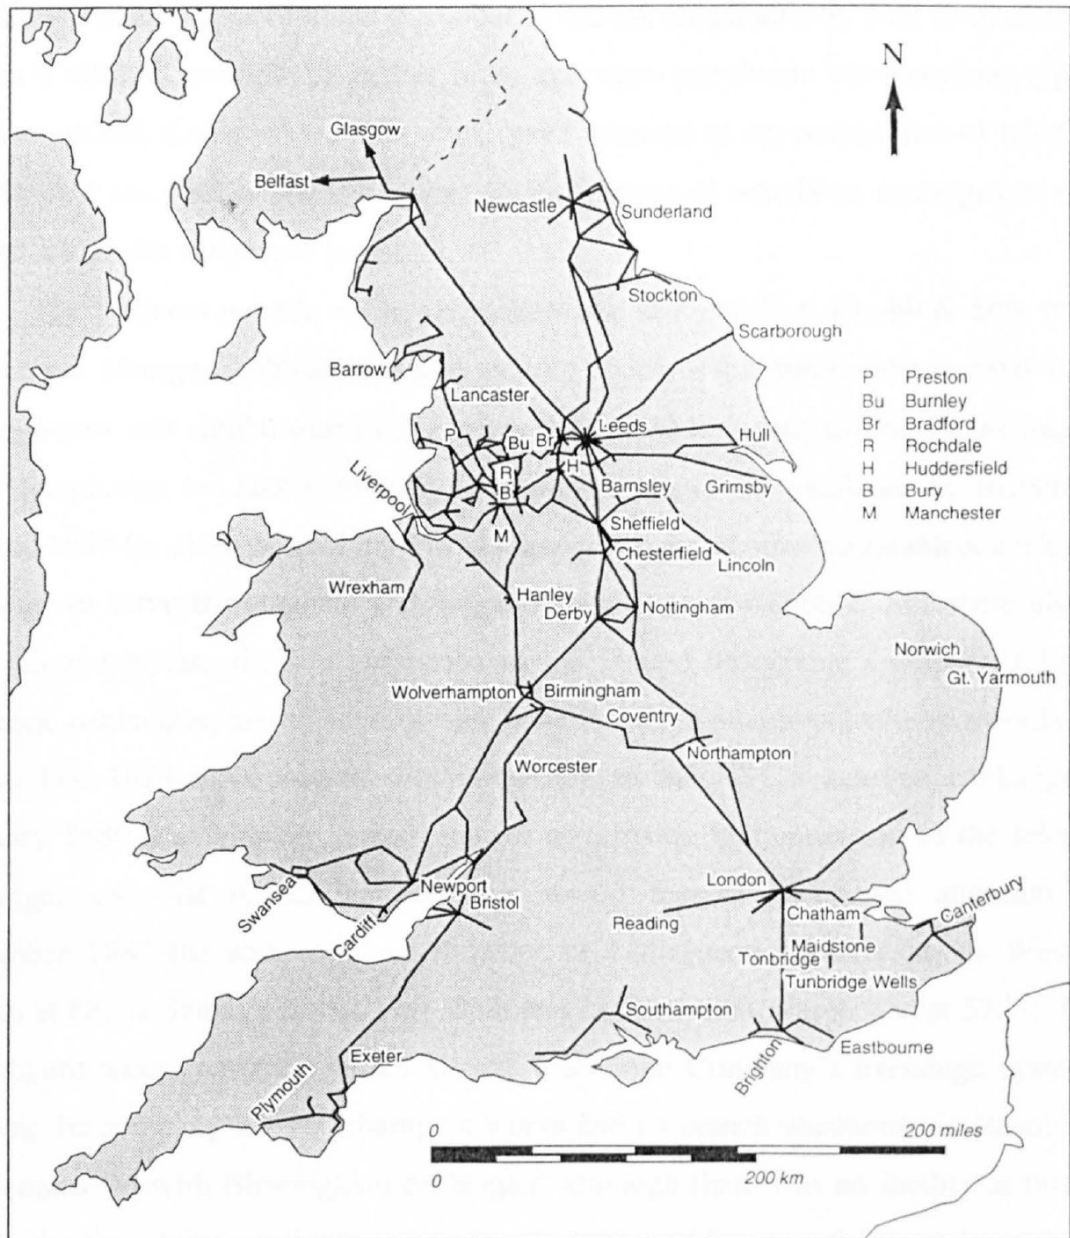 N
Glasgow
Belfast
Newcastle
Sunderland
Stockton
Scarborough
Barrow
Lancaster
P Preston
Bu Burnley
Br Bradford
R Rochdale
H Huddersfield
B Bury
M Manchester
P
Bu
Br
Leeds
Hull
R
H
B
Barnsley
Grimsby
Liverpool
M
Sheffield
Chesterfield
Lincoln
Wrexham
Hanley
Derby
Nottingham
Norwich
Gt. Yarmouth
Wolverhampton
Birmingham
Coventry
Northampton
Worcester
London
Swansea
Newport
Cardiff
Bristol
Reading
Chatham
Canterbury
Maidstone
Tonbridge
Tunbridge Wells
Southampton
Brighton
Eastbourne
Exeter
Plymouth
0 200 miles
0 200 km